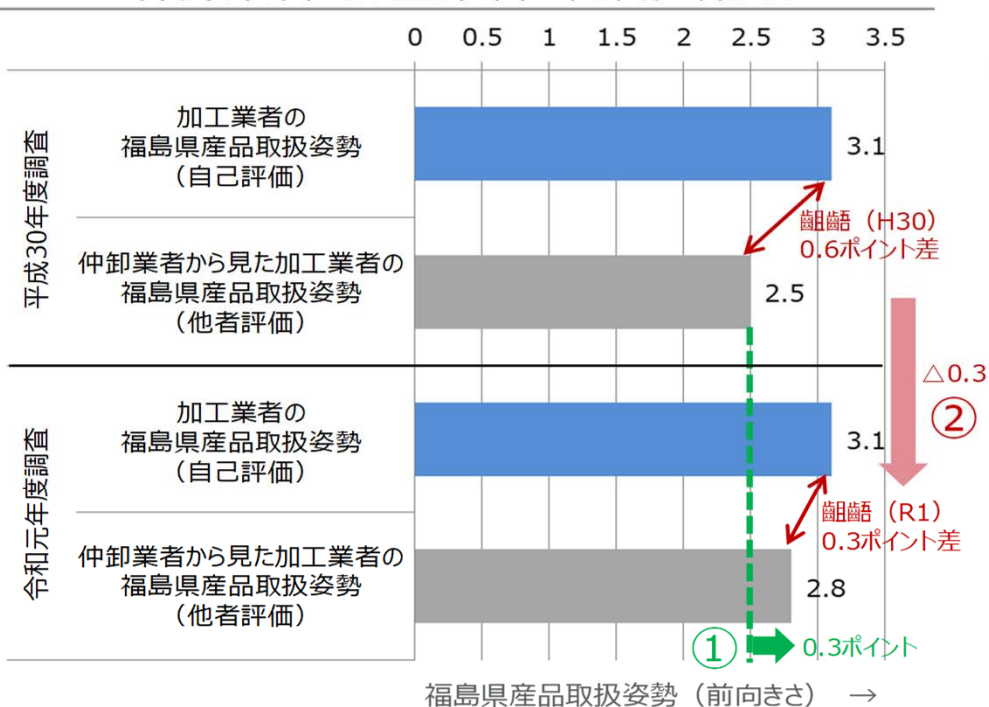 0 0.5 1 1.5 2 2.5 3 3.5
平成30年度調査
加工業者の
福島県産品取扱姿勢
（自己評価）
3.1
齟齬（H30）
0.6ポイント差
仲卸業者から見た加工業者の
福島県産品取扱姿勢
（他者評価）
2.5
△0.3
②
令和元年度調査
加工業者の
福島県産品取扱姿勢
（自己評価）
3.1
齟齬（R1）
0.3ポイント差
仲卸業者から見た加工業者の
福島県産品取扱姿勢
（他者評価）
2.8
① 0.3ポイント
福島県産品取扱姿勢（前向きさ） →